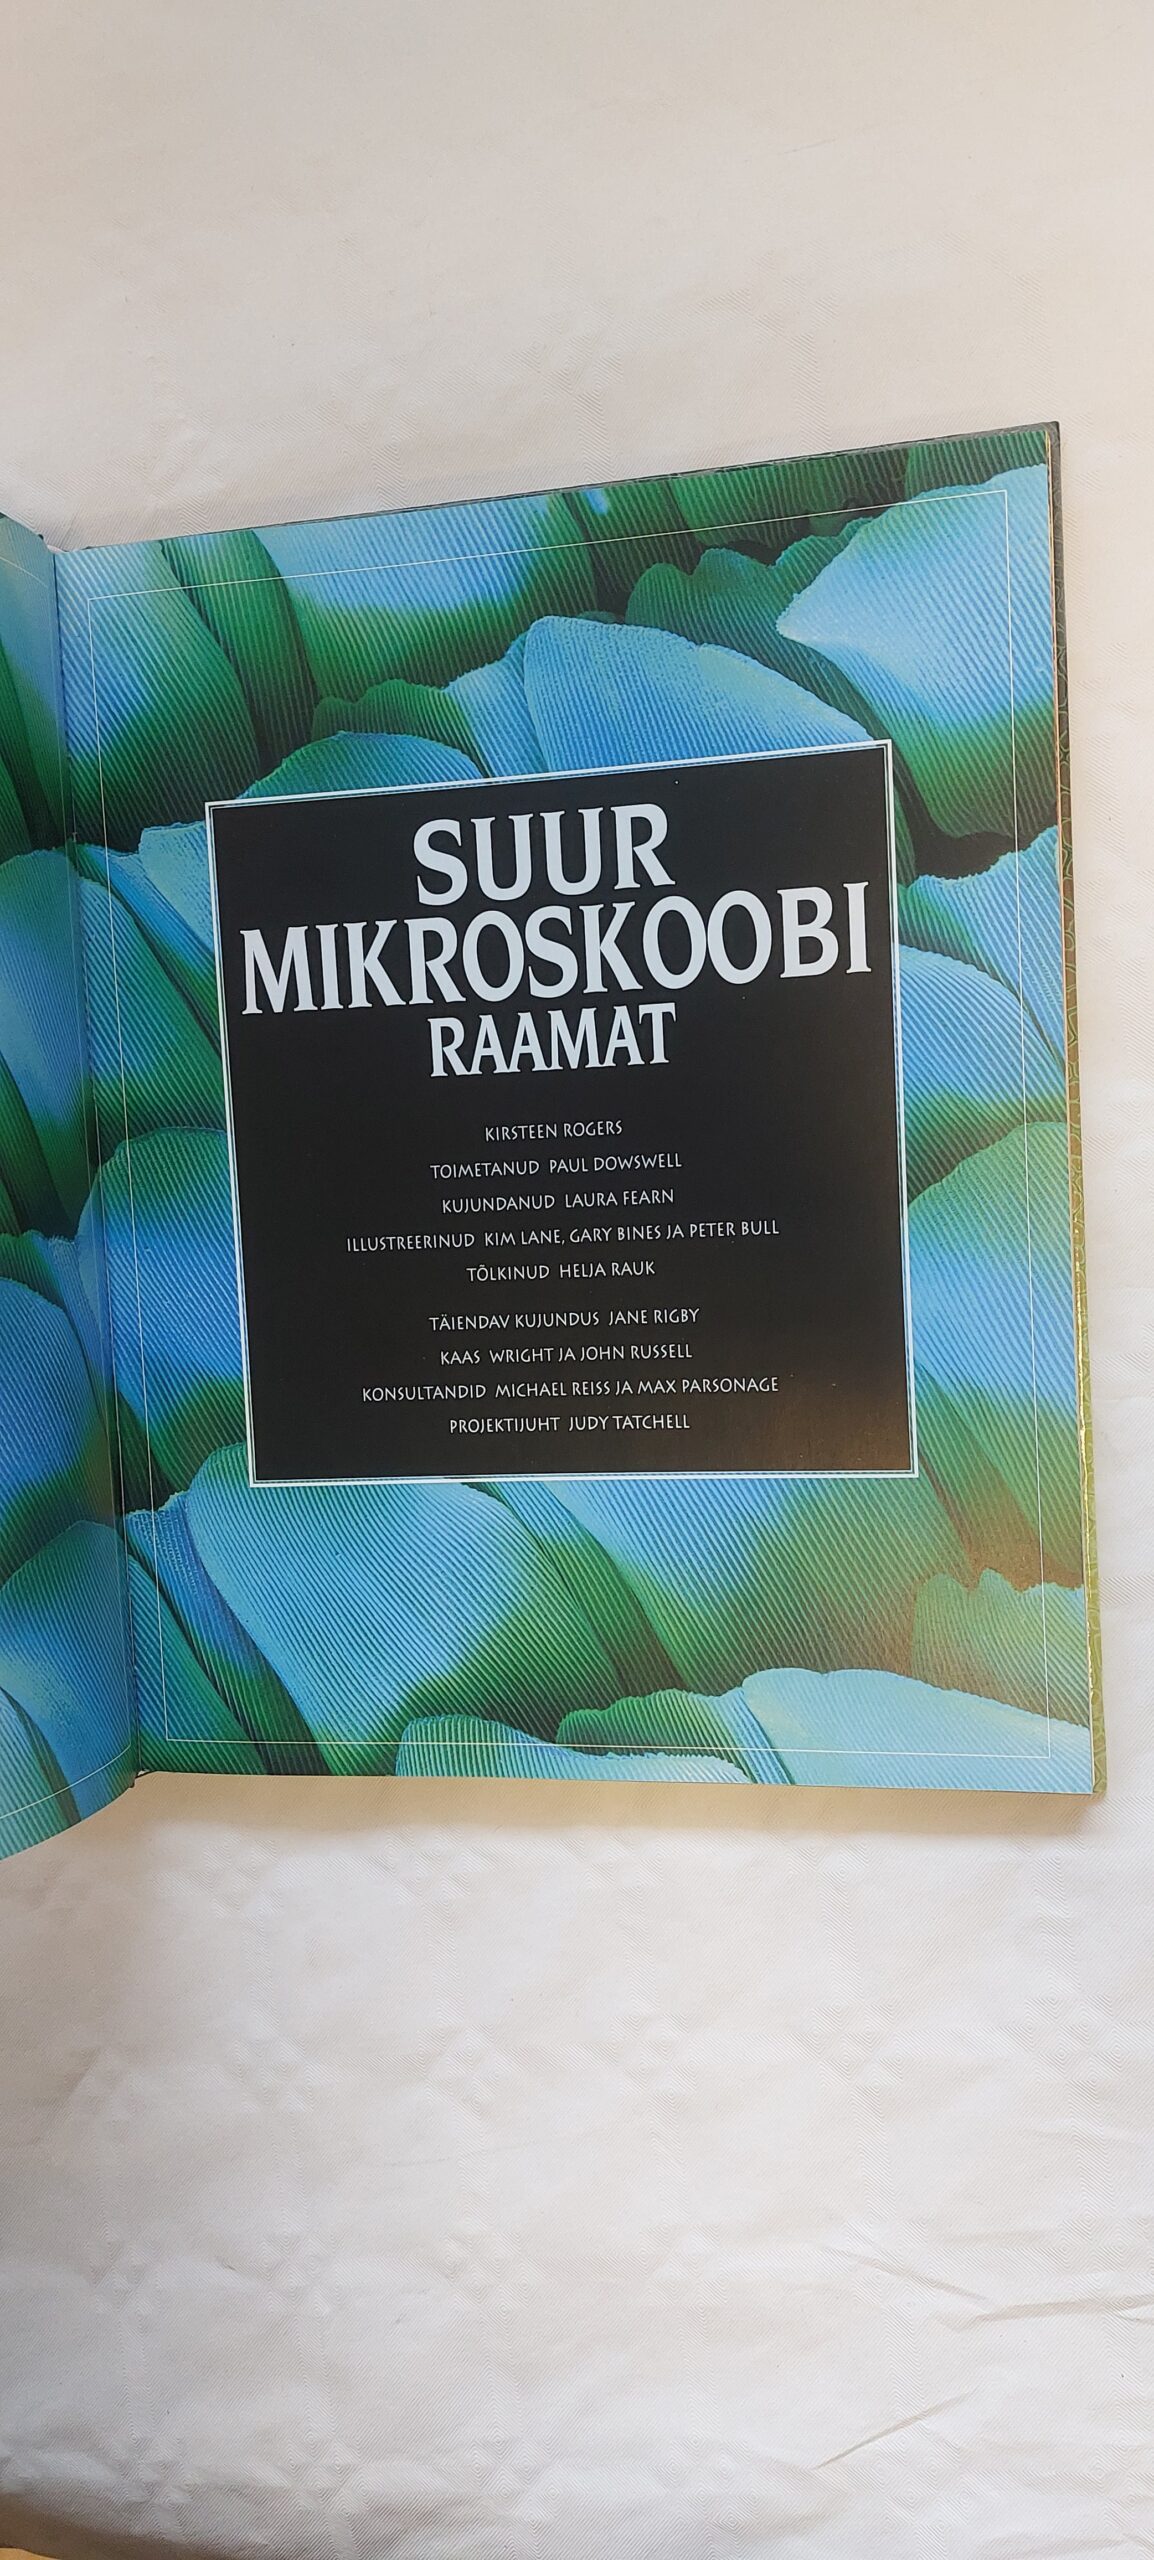 SUUR
MIKROSKOOBI
RAAMAT
KIRSTEEN ROGERS
TOIMETANUD PAUL DOWSWELL
KUJUNDANUD LAURA FEARN
ILLUSTREERINUD KIM LANE, GARY BINES JA PETER BULL
TÕLKINUD HELJA RAUK
TÄIENDAV KUJUNDUS JANE RIGBY
KAAS WRIGHT JA JOHN RUSSELL
KONSULTANDID MICHAEL REISS JA MAX PARSONAGE
PROJEKTIJUHT JUDY TATCHELL